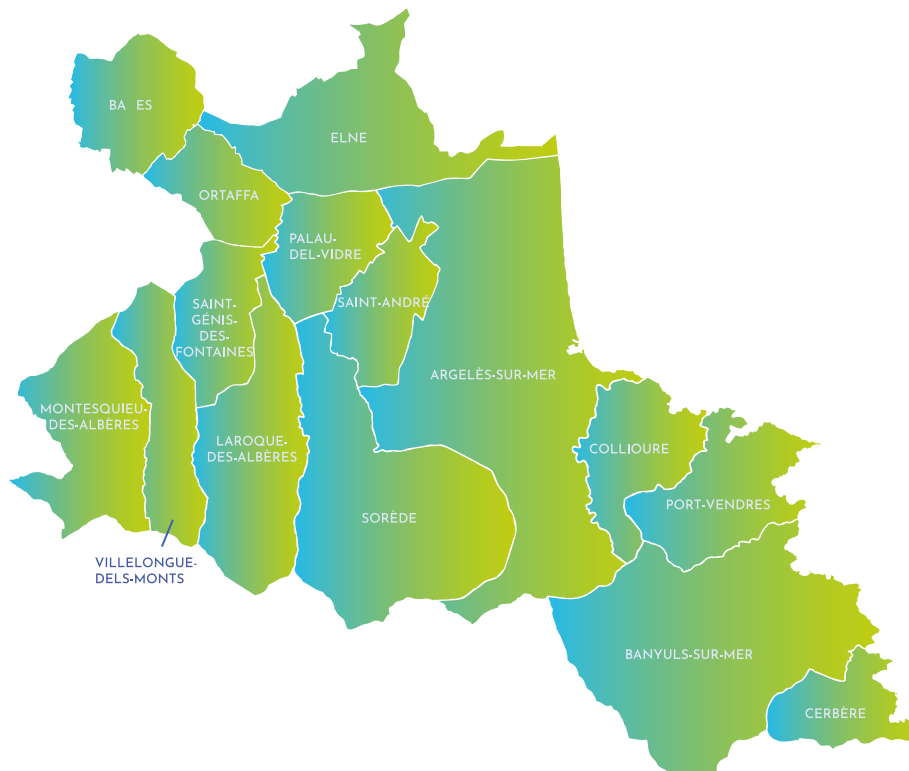 BA ES
ELNE
ORTAFFA
PALAU-
DEL-VIDRE
SAINT-ANDRÉ
SAINT-
GÉNIS-
DES-
FONTAINES
ARGELÈS-SUR-MER
MONTESQUIEU-
DES-ALBÈRES
LAROQUE-
DES-ALBÈRES
COLLIOURE
PORT-VENDRES
SORÈDE
VILLELONGUE-
DELS-MONTS
BANYULS-SUR-MER
CERBÈRE